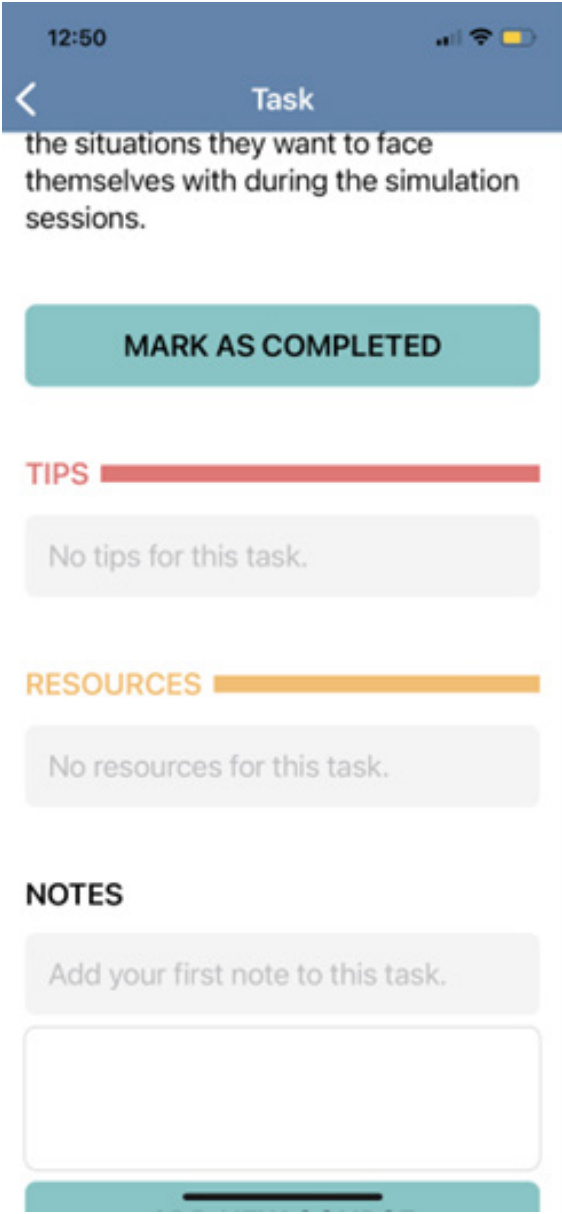 12:50
Task
the situations they want to face
themselves with during the simulation
sessions.
MARK AS COMPLETED
TIPS
No tips for this task.
RESOURCES
No resources for this task.
NOTES
Add your first note to this task.